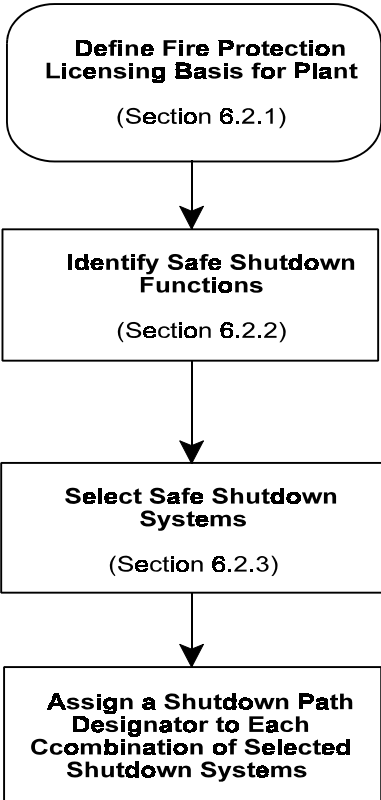 Define Fire Protection
Licensing Basis for Plant
(Section 6.2.1)
Identify Safe Shutdown
Functions
(Section 6.2.2)
Select Safe Shutdown
Systems
(Section 6.2.3)
Assign a Shutdown Path
Designator to Each
Ccombination of Selected
Shutdown Systems